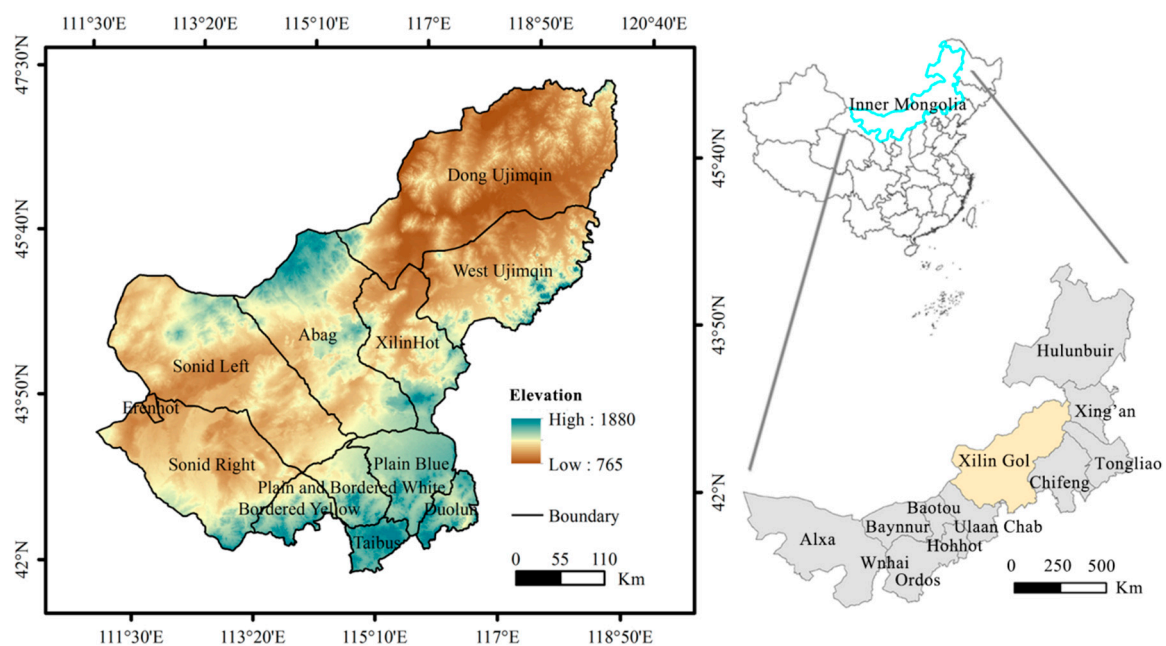 111°30'E 113°20'E 115°10'E 117°E 118°50'E 120°40'E
47°30'N
45°40'N
43°50'N
42°N
Dong Ujimqin
West Ujimqin
Abag
XilinHot
Sonid Left
Erenhot
Sonid Right
Plain Blue
Plain and Bordered White
Bordered Yellow
Duolun
Taibus
Elevation
High : 1880
Low : 765
Boundary
0 55 110
Km
45°40'N
43°50'N
42°N
111°30'E 113°20'E 115°10'E 117°E 118°50'E
Inner Mongolia
Hulunbuir
Xing'an
Xilin Gol
Tongliao
Chifeng
Baotou
Baynnur
Ulaan Chab
Alxa
Hohhot
Wnhai
Ordos
0 250 500
Km